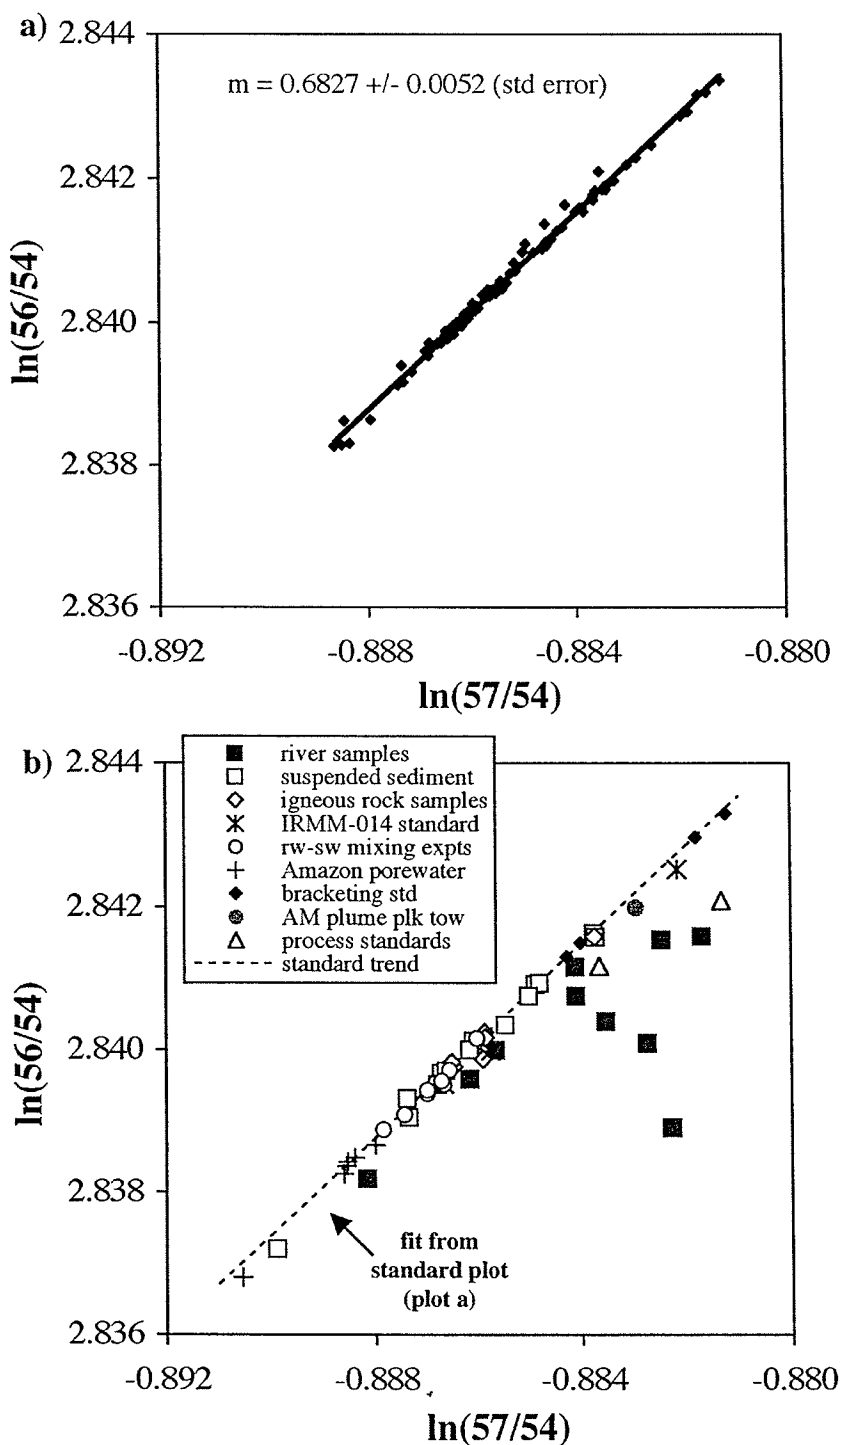 a)
2.844
m = 0.6827 +/- 0.0052 (std error)
2.842
2.840
2.838
2.836
ln(56/54)
-0.892
-0.888
-0.884
-0.880
ln(57/54)
b)
2.844
river samples
suspended sediment
igneous rock samples
IRMM-014 standard
rw-sw mixing expts
Amazon porewater
bracketing std
AM plume plk tow
process standards
standard trend
2.842
2.840
2.838
2.836
ln(56/54)
fit from
standard plot
(plot a)
-0.892
-0.888
-0.884
-0.880
ln(57/54)